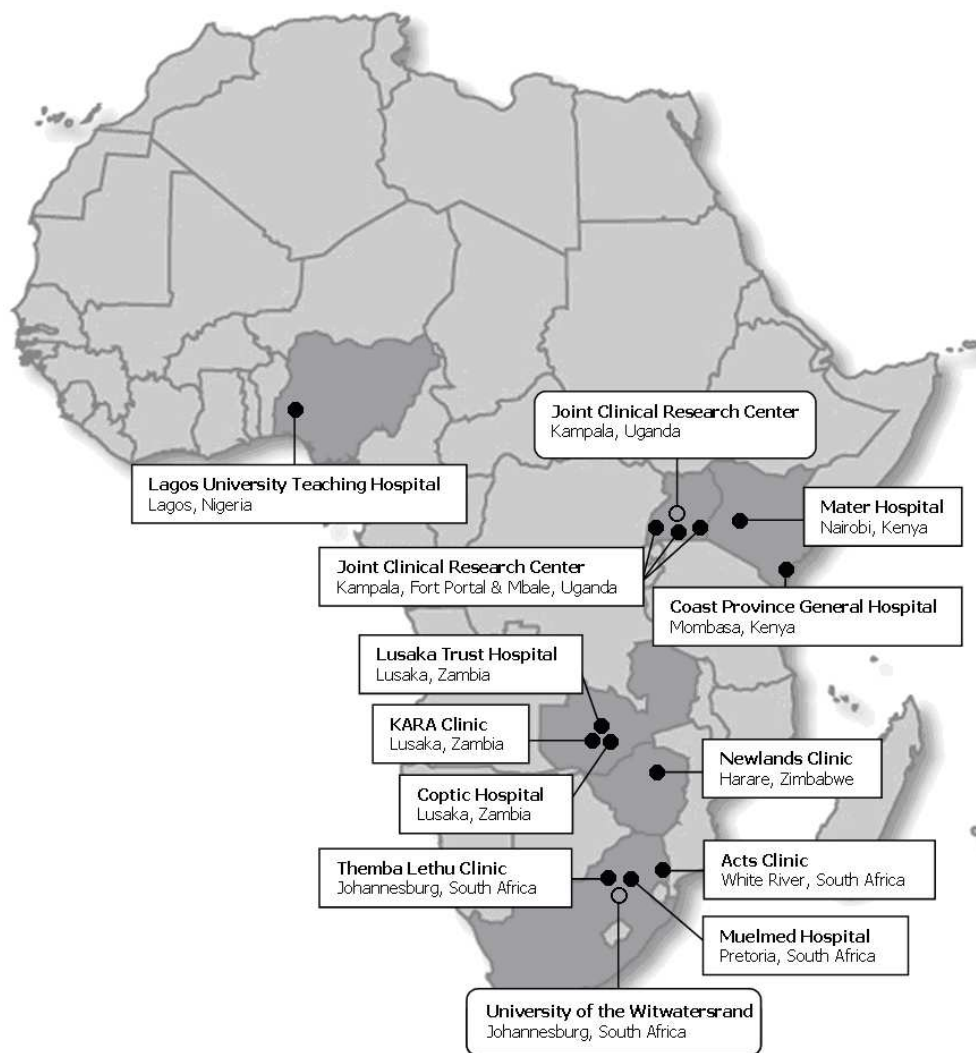 Joint Clinical Research Center
Kampala, Uganda
Lagos University Teaching Hospital
Lagos, Nigeria
Mater Hospital
Nairobi, Kenya
Joint Clinical Research Center
Kampala, Fort Portal & Mbale, Uganda
Coast Province General Hospital
Mombasa, Kenya
Lusaka Trust Hospital
Lusaka, Zambia
KARA Clinic
Lusaka, Zambia
Newlands Clinic
Harare, Zimbabwe
Coptic Hospital
Lusaka, Zambia
Themba Lethu Clinic
Johannesburg, South Africa
Acts Clinic
White River, South Africa
Muelmed Hospital
Pretoria, South Africa
University of the Witwatersrand
Johannesburg, South Africa